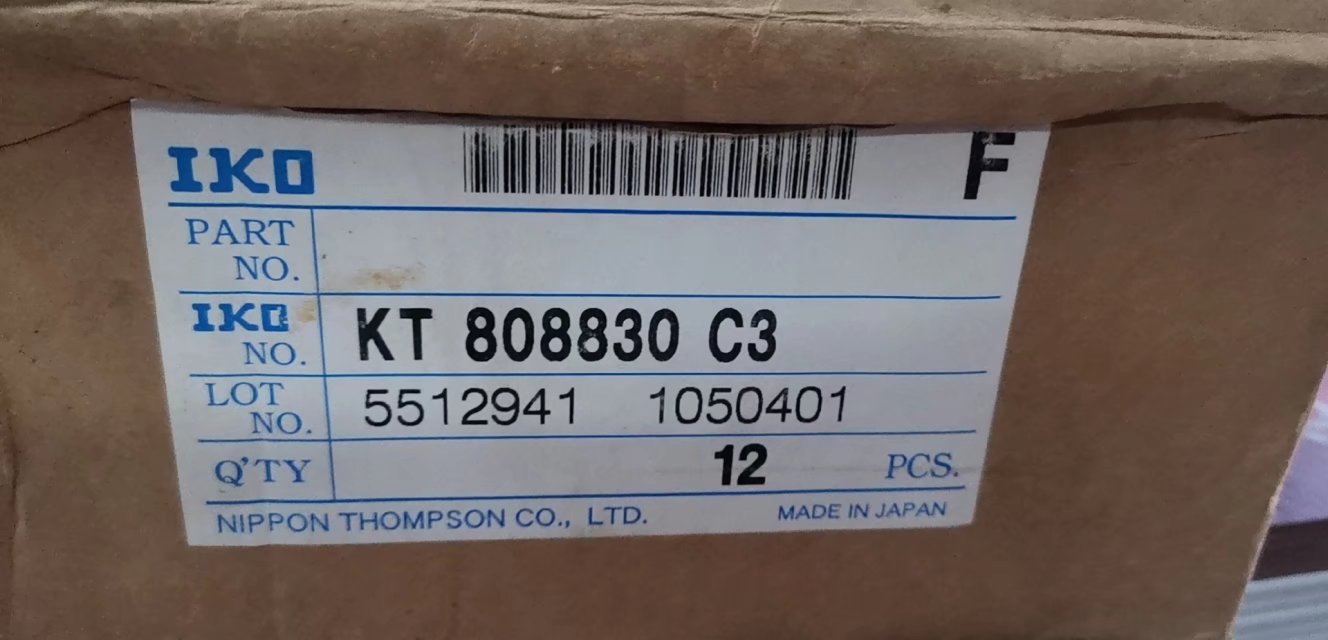 IKO F
PART NO.
IKO NO. KT 808830 C3
LOT NO. 5512941 1050401
Q'TY 12 PCS.
NIPPON THOMPSON CO., LTD. MADE IN JAPAN